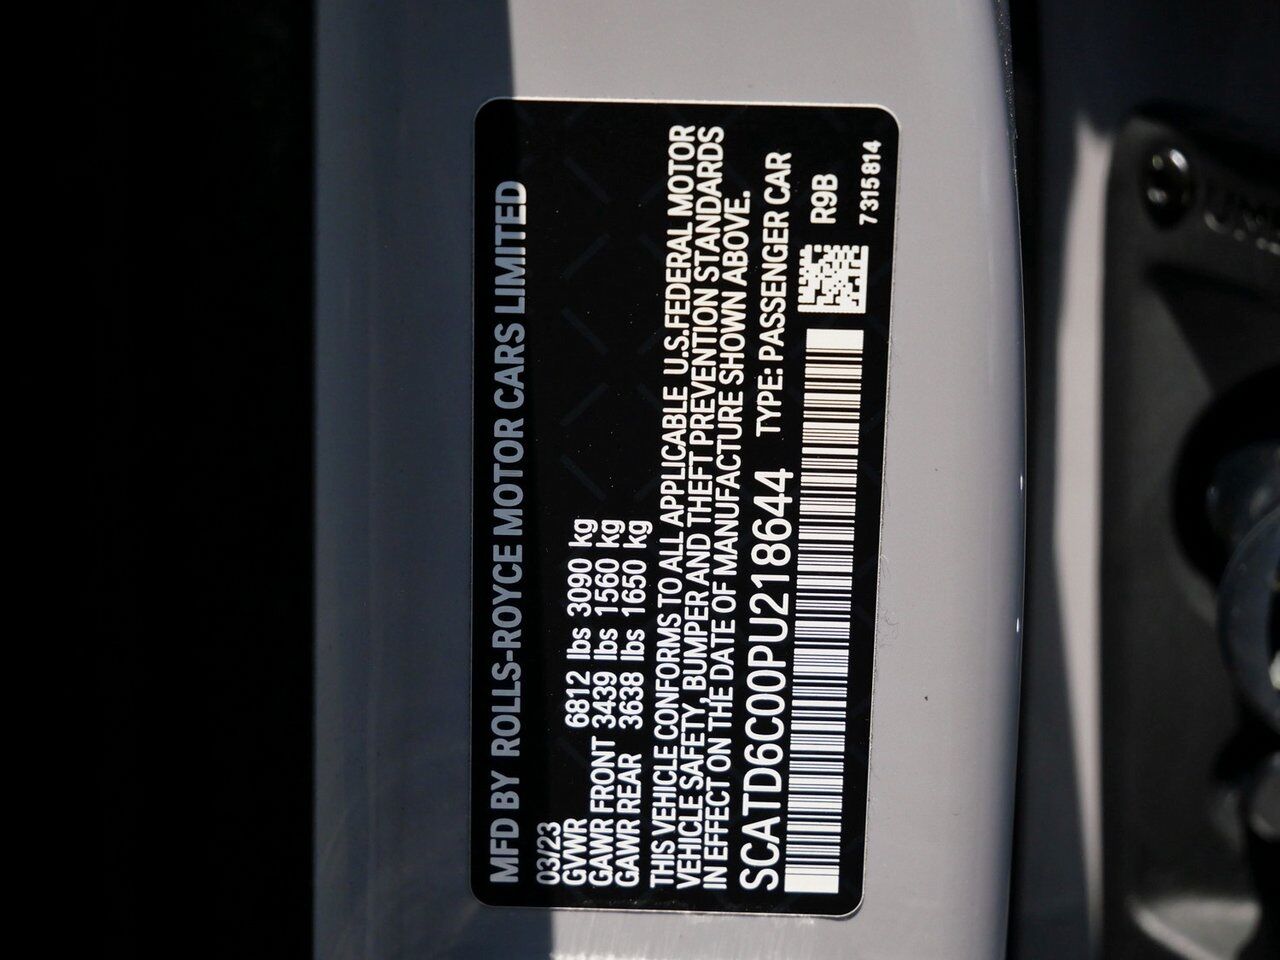 MFD BY ROLLS-ROYCE MOTOR CARS LIMITED
03/23
GVWR 6812 lbs 3090 kg
GAWR FRONT 3439 lbs 1560 kg
GAWR REAR 3638 lbs 1650 kg
THIS VEHICLE CONFORMS TO ALL APPLICABLE U.S.FEDERAL MOTOR
VEHICLE SAFETY, BUMPER AND THEFT PREVENTION STANDARDS
IN EFFECT ON THE DATE OF MANUFACTURE SHOWN ABOVE.
SCATD6C00PU218644 TYPE: PASSENGER CAR
R9B
7315814